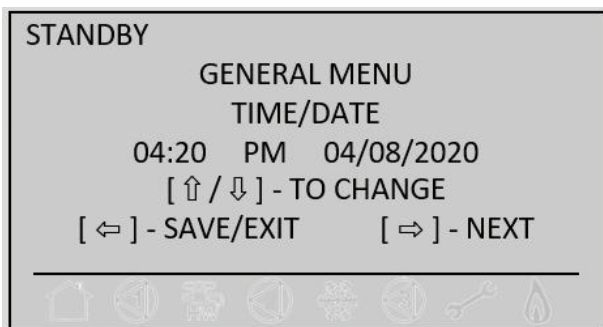 STANDBY
GENERAL MENU
TIME/DATE
04:20 PM 04/08/2020
[ ⇧ / ⇩ ] - TO CHANGE
[ ⇦ ] - SAVE/EXIT [ ⇨ ] - NEXT